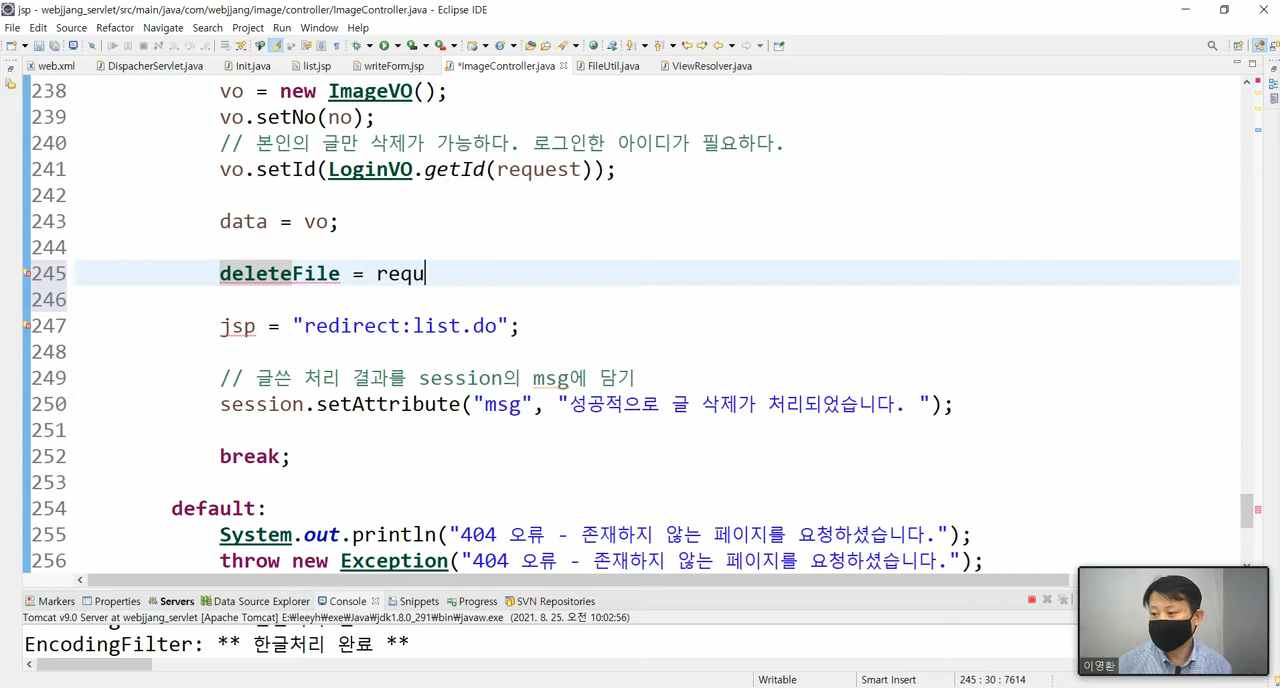 jsp - webjjang_servlet/src/main/java/com/webjjang/image/controller/ImageController.java - Eclipse IDE
File Edit Source Refactor Navigate Search Project Run Window Help
web.xml DispacherServlet.java Init.java list.jsp writeForm.jsp *ImageController.java FileUtil.java ViewResolver.java
238 vo = new ImageVO();
239 vo.setNo(no);
240 // 본인의 글만 삭제가 가능하다. 로그인한 아이디가 필요하다.
241 vo.setId(LoginVO.getId(request));
242
243 data = vo;
244
245 deleteFile = requ
246
247 jsp = "redirect:list.do";
248
249 // 글쓴 처리 결과를 session의 msg에 담기
250 session.setAttribute("msg", "성공적으로 글 삭제가 처리되었습니다. ");
251
252 break;
253
254 default:
255 System.out.println("404 오류 - 존재하지 않는 페이지를 요청하셨습니다.");
256 throw new Exception("404 오류 - 존재하지 않는 페이지를 요청하셨습니다.");
Markers Properties Servers Data Source Explorer Console Snippets Progress SVN Repositories
Tomcat v9.0 Server at webjjang_servlet [Apache Tomcat] E:₩leeyh₩exe₩Java₩jdk1.8.0_291₩bin₩javaw.exe (2021. 8. 25. 오전 10:02:56)
EncodingFilter: ** 한글처리 완료 **
이영환
Writable Smart Insert 245 : 30 : 7614